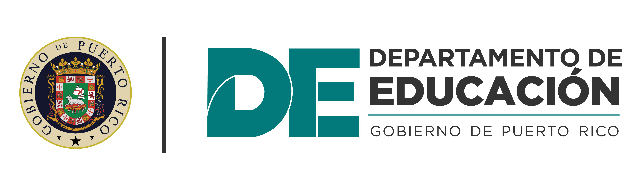 GOBIERNO DE PUERTO RICO
DE
DEPARTAMENTO DE
EDUCACIÓN
GOBIERNO DE PUERTO RICO